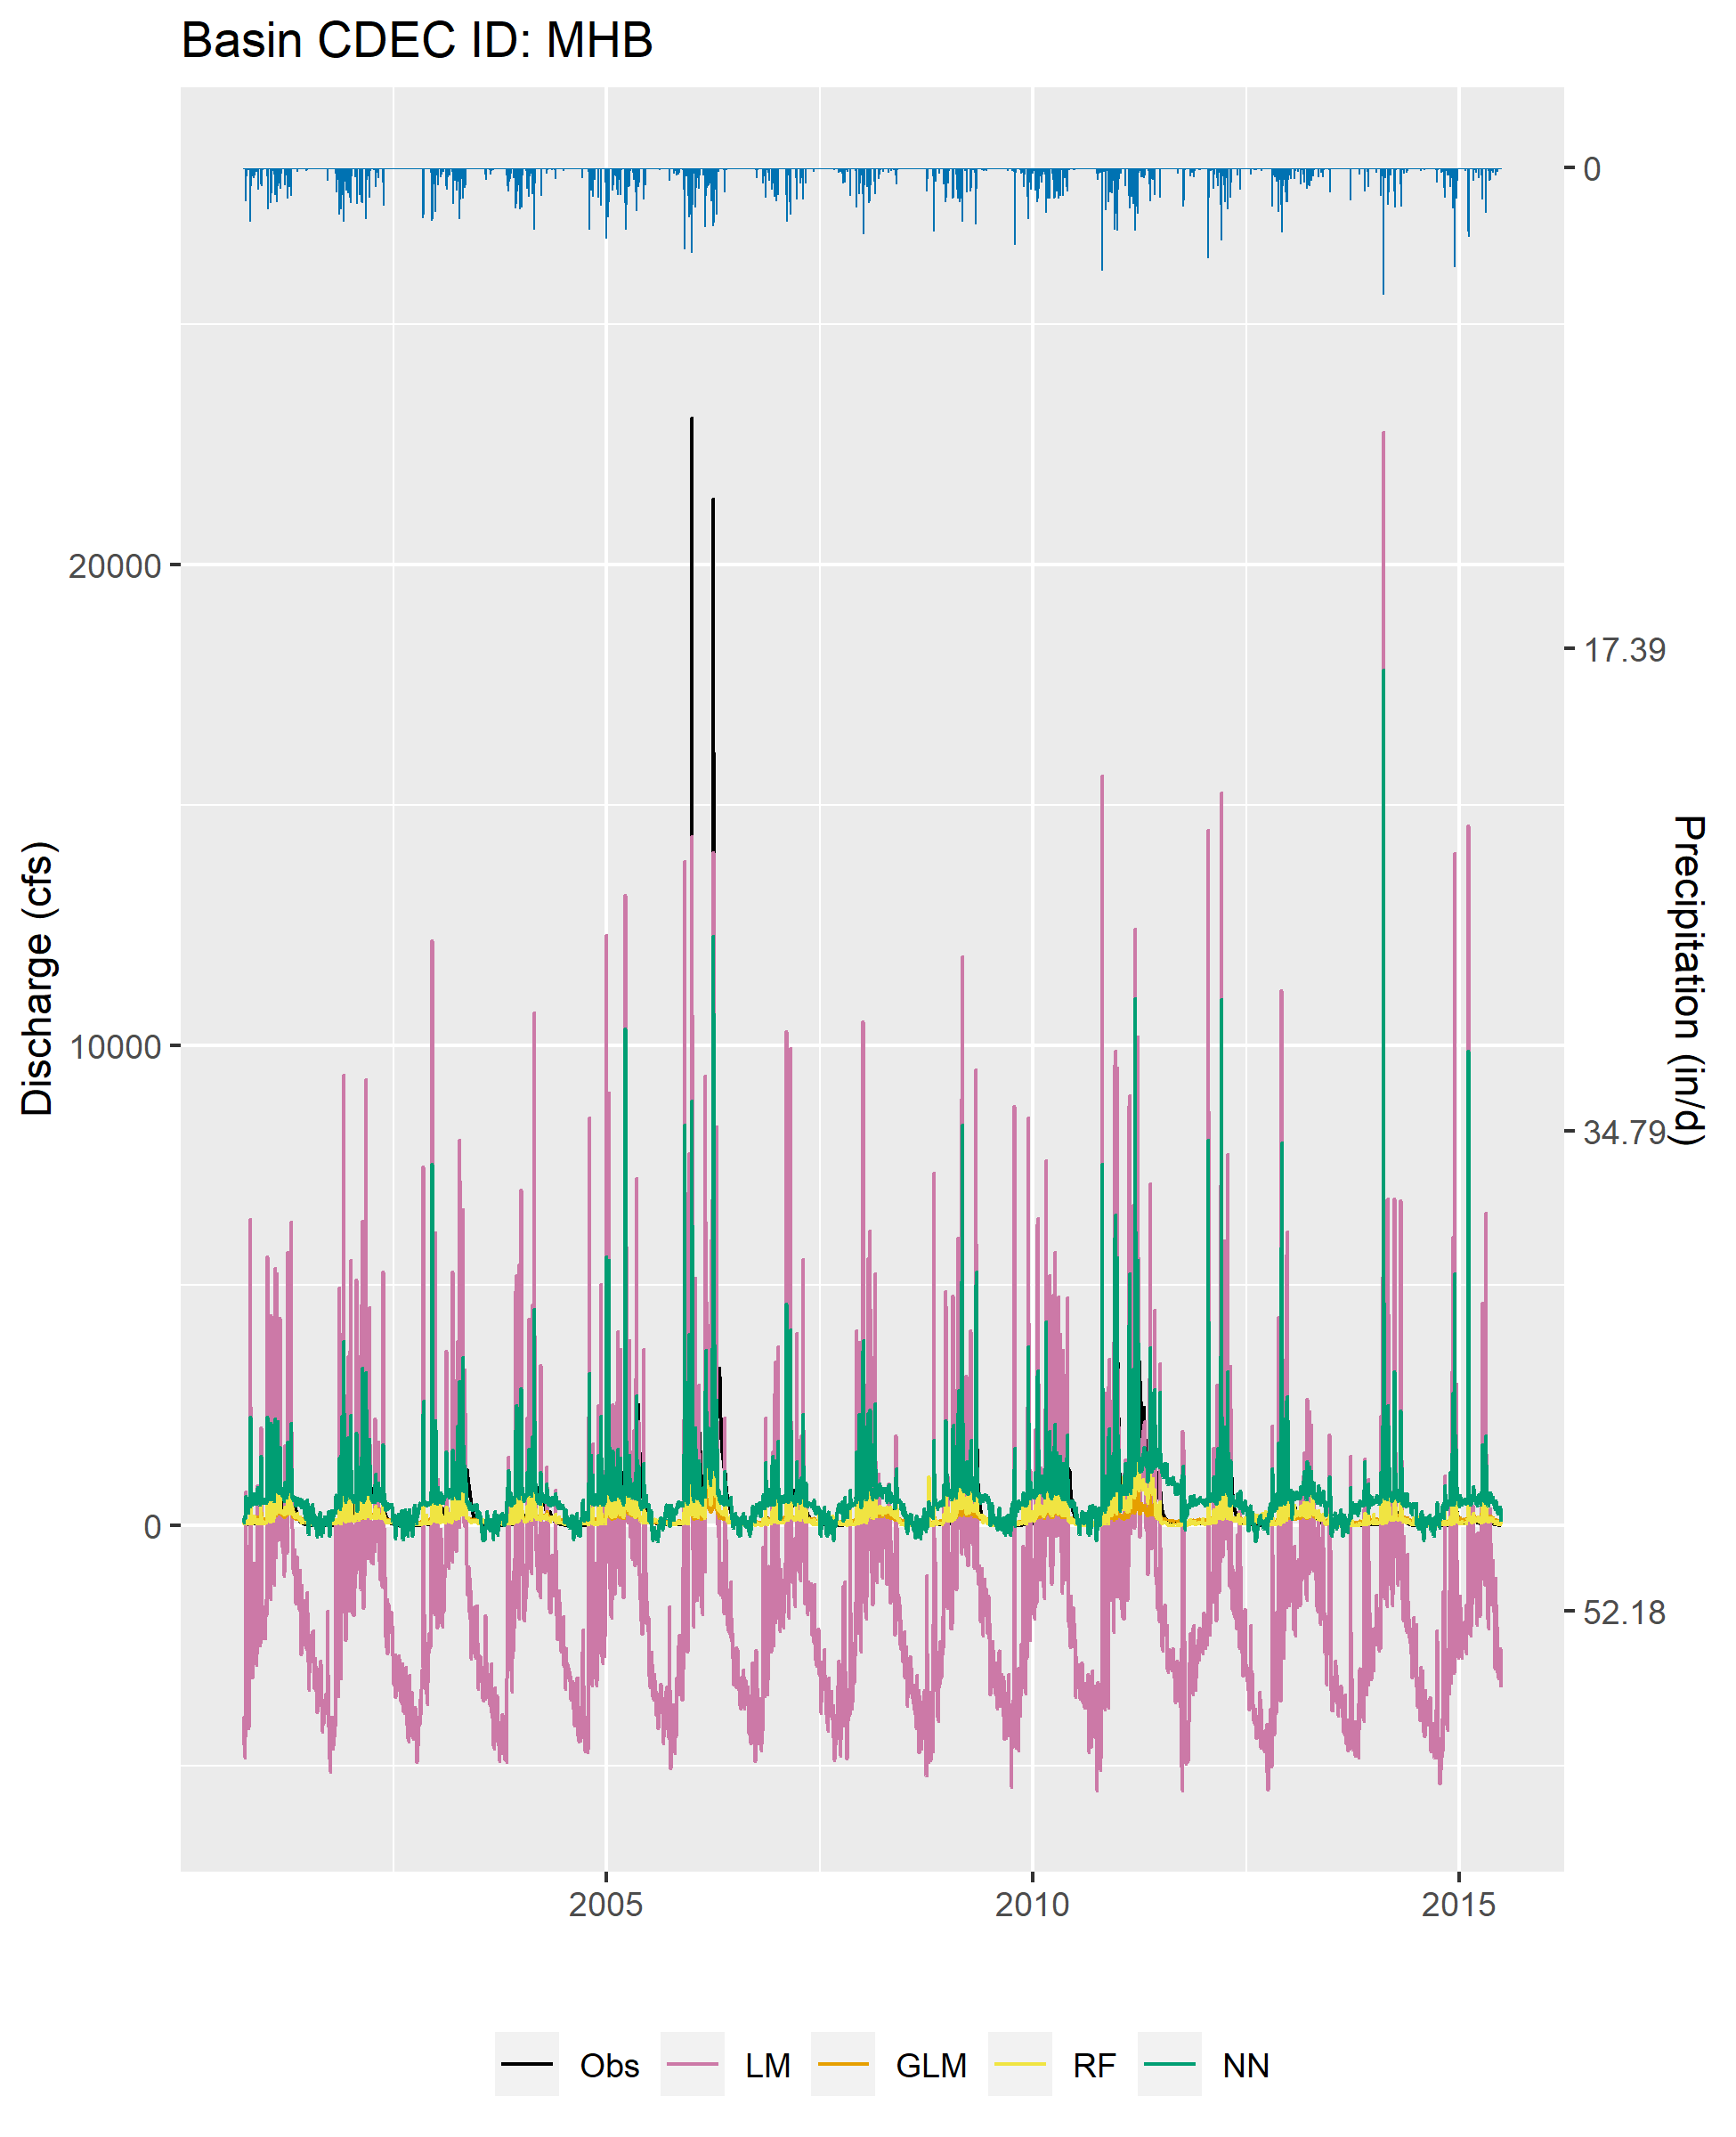 Basin CDEC ID: MHB
0
20000
17.39
Discharge (cfs)
Precipitation (in/d)
10000
34.79
0
52.18
2005 2010 2015
Obs LM GLM RF NN